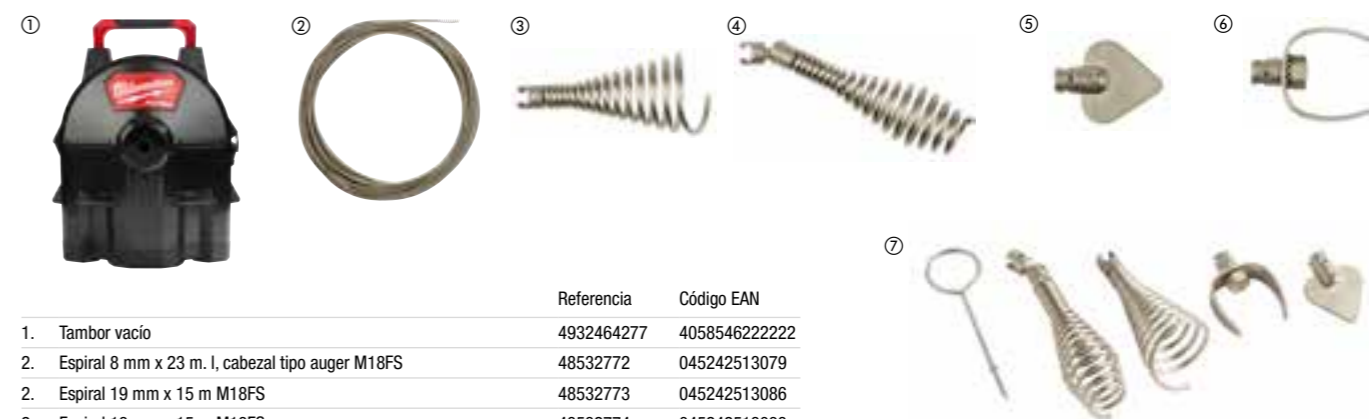 ①
②
③
④
⑤
⑥
Milwaukee
⑦
Referencia Código EAN
1. Tambor vacío 4932464277 4058546222222
2. Espiral 8 mm x 23 m. l, cabezal tipo auger M18FS 48532772 045242513079
2. Espiral 19 mm x 15 m M18FS 48532773 045242513086